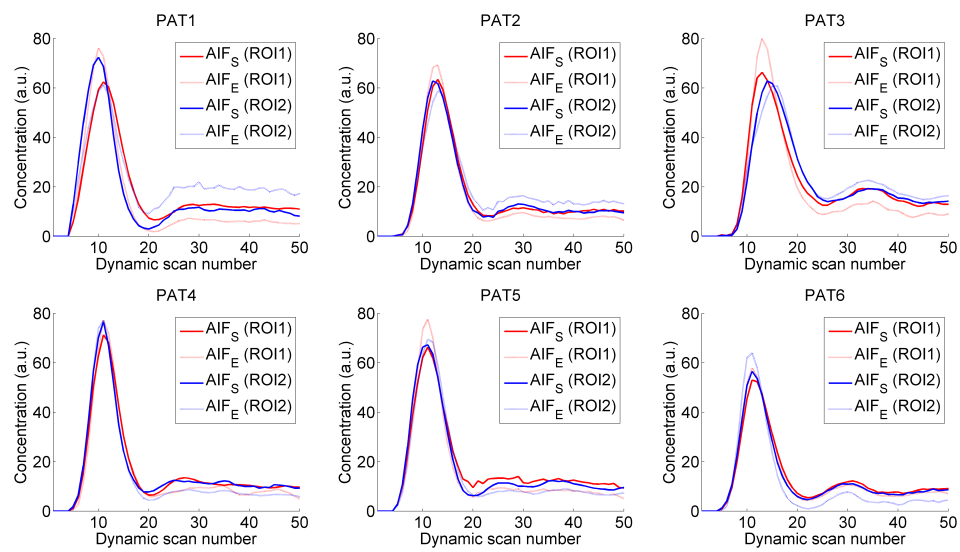 PAT1
Concentration (a.u.)
80
60
40
20
0
10 20 30 40 50
Dynamic scan number
AIFS (ROI1)
AIFE (ROI1)
AIFS (ROI2)
AIFE (ROI2)
PAT2
Concentration (a.u.)
80
60
40
20
0
10 20 30 40 50
Dynamic scan number
AIFS (ROI1)
AIFE (ROI1)
AIFS (ROI2)
AIFE (ROI2)
PAT3
Concentration (a.u.)
80
60
40
20
0
10 20 30 40 50
Dynamic scan number
AIFS (ROI1)
AIFE (ROI1)
AIFS (ROI2)
AIFE (ROI2)
PAT4
Concentration (a.u.)
80
60
40
20
0
10 20 30 40 50
Dynamic scan number
AIFS (ROI1)
AIFE (ROI1)
AIFS (ROI2)
AIFE (ROI2)
PAT5
Concentration (a.u.)
80
60
40
20
0
10 20 30 40 50
Dynamic scan number
AIFS (ROI1)
AIFE (ROI1)
AIFS (ROI2)
AIFE (ROI2)
PAT6
Concentration (a.u.)
80
60
40
20
0
10 20 30 40 50
Dynamic scan number
AIFS (ROI1)
AIFE (ROI1)
AIFS (ROI2)
AIFE (ROI2)